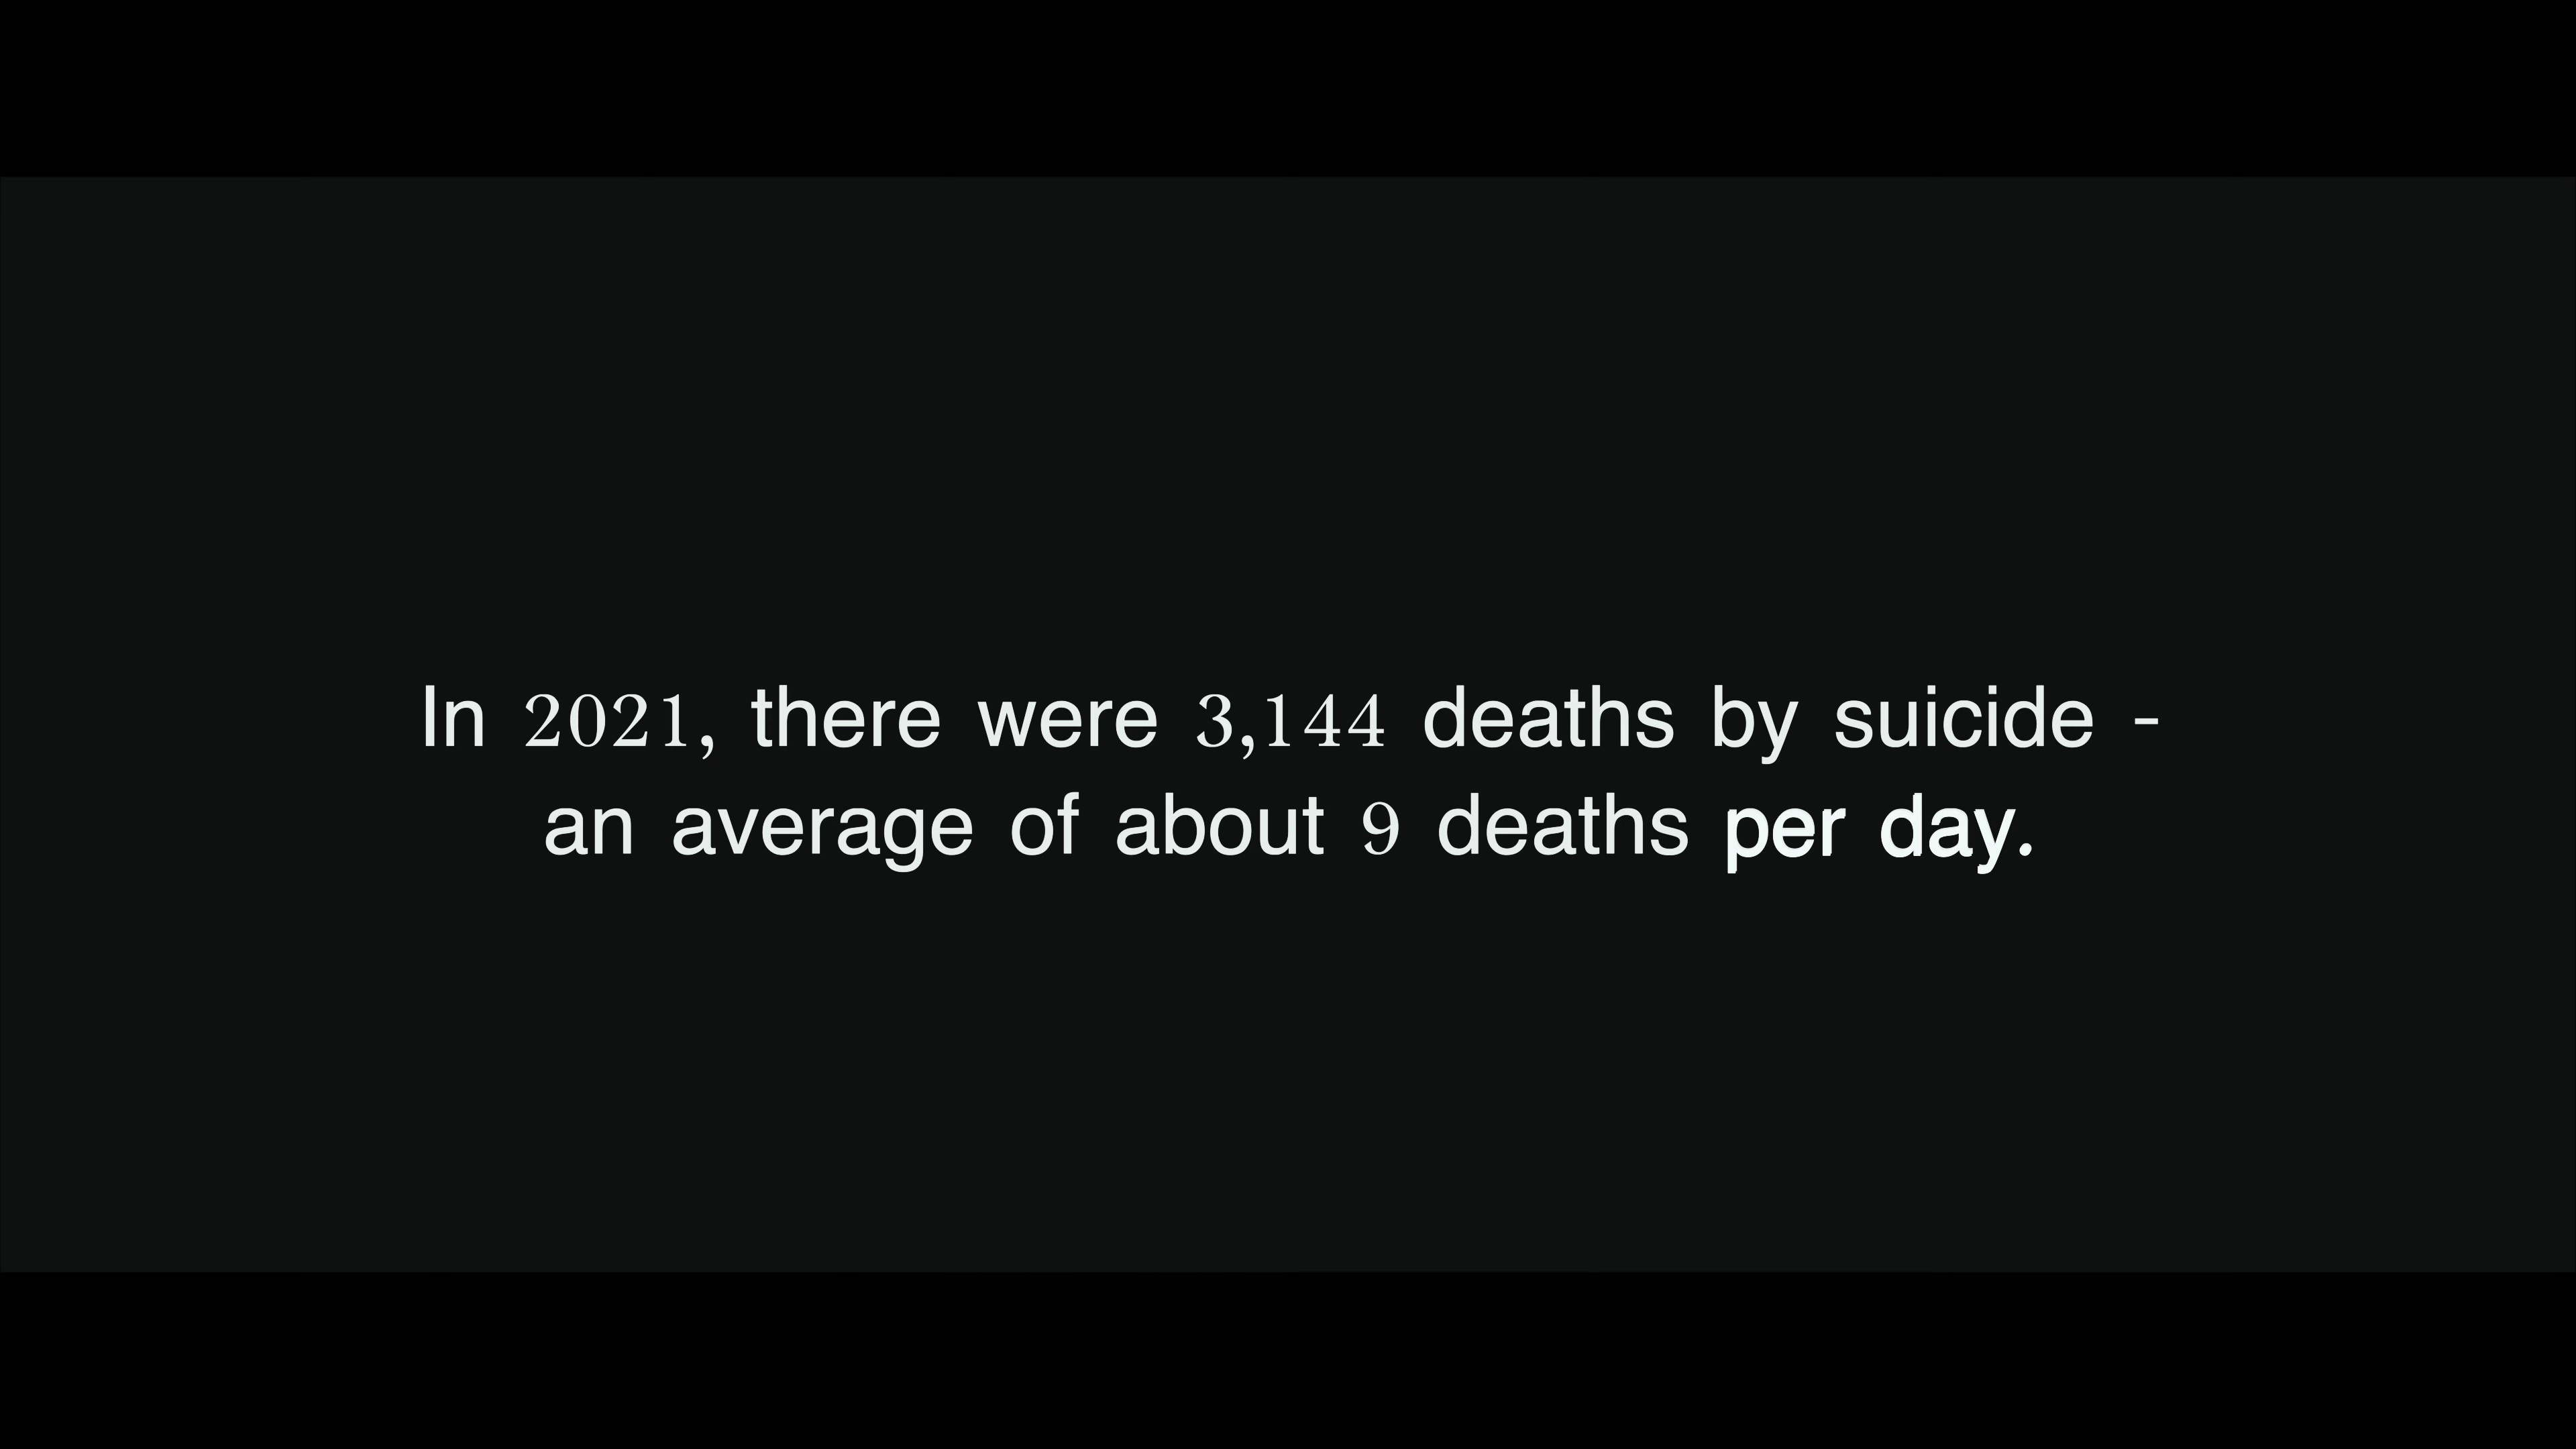 In 2021, there were 3,144 deaths by suicide -
an average of about 9 deaths per day.